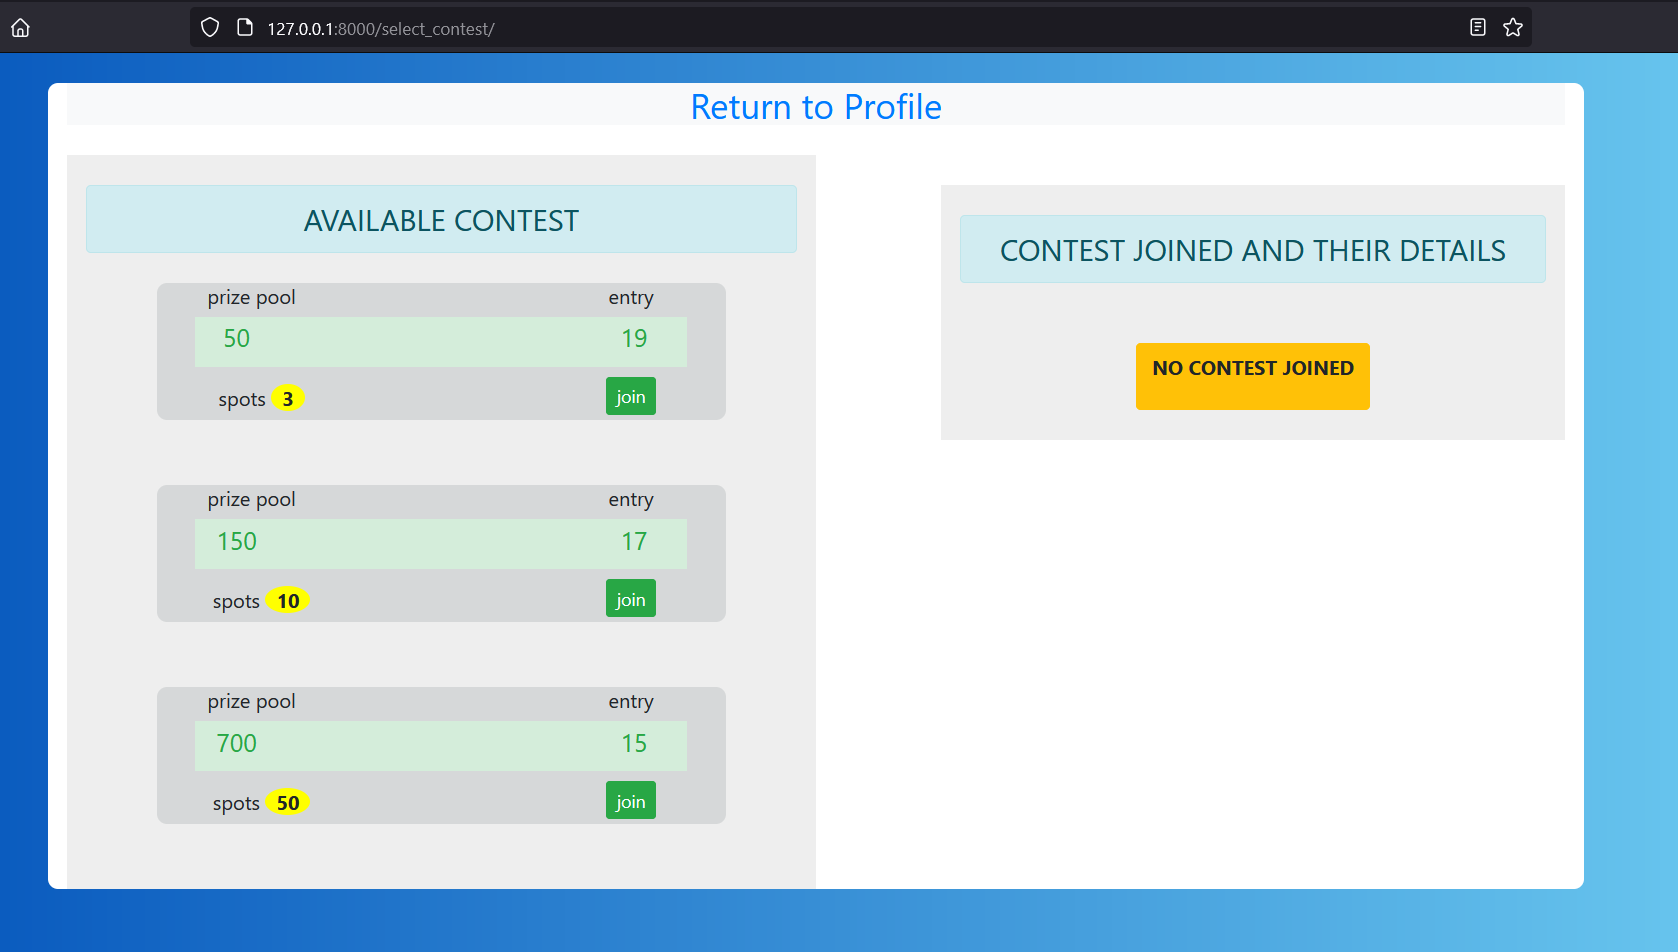 127.0.0.1:8000/select_contest/
Return to Profile
AVAILABLE CONTEST
prize pool entry
50 19
spots 3 join
prize pool entry
150 17
spots 10 join
prize pool entry
700 15
spots 50 join
CONTEST JOINED AND THEIR DETAILS
NO CONTEST JOINED